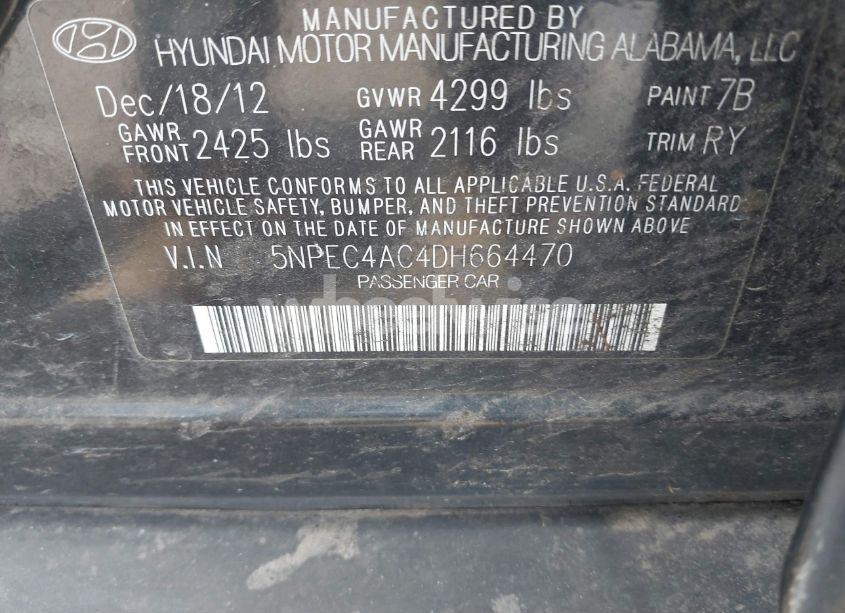 MANUFACTURED BY
HYUNDAI MOTOR MANUFACTURING ALABAMA, LLC
Dec/18/12 GVWR 4299 lbs PAINT 7B
GAWR FRONT 2425 lbs GAWR REAR 2116 lbs TRIM RY
THIS VEHICLE CONFORMS TO ALL APPLICABLE U.S.A. FEDERAL
MOTOR VEHICLE SAFETY, BUMPER, AND THEFT PREVENTION STANDARD
IN EFFECT ON THE DATE OF MANUFACTURE SHOWN ABOVE.
V.I.N 5NPEC4AC4DH664470
PASSENGER CAR